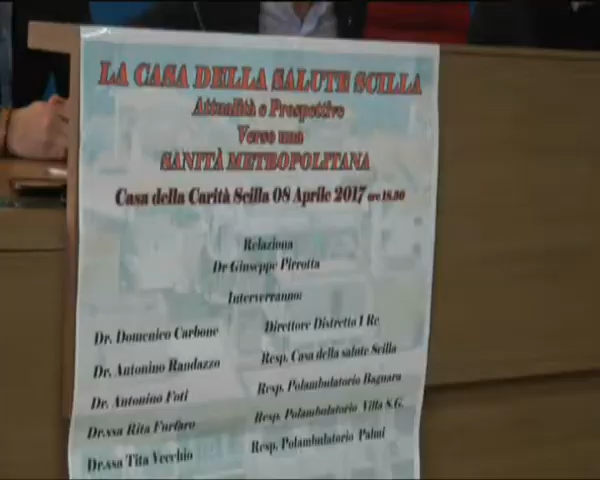 LA CASA DELLA SALUTE SCILLA
Attualità e Prospettive
Verso una
SANITÀ METROPOLITANA
Casa della Carità Scilla 08 Aprile 2017 ore 18.30
Relaziona
Dr Giuseppe Pirrotta
Interverranno:
Dr. Domenico Carbone Direttore Distretto 1 Rc
Dr. Antonino Randazzo Resp. Casa della salute Scilla
Dr. Antonino Foti Resp. Polambulatorio Bagnara
Dr.ssa Rita Furfaro Resp. Polambulatorio Villa S.G.
Dr.ssa Tita Vecchio Resp. Polambulatorio Palmi